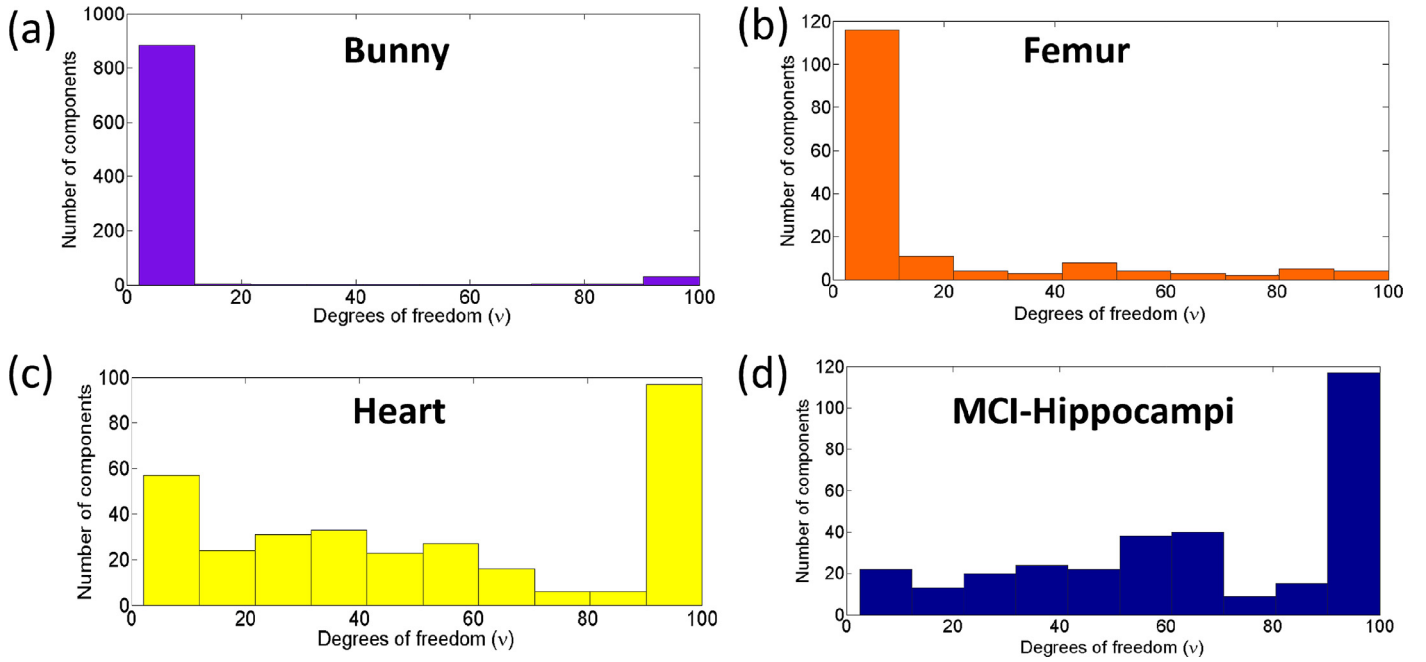 (a)
Bunny
Number of components
1000
800
600
400
200
0
0 20 40 60 80 100
Degrees of freedom (ν)
(b)
Femur
Number of components
120
100
80
60
40
20
0
0 20 40 60 80 100
Degrees of freedom (ν)
(c)
Heart
Number of components
100
80
60
40
20
0
0 20 40 60 80 100
Degrees of freedom (ν)
(d)
MCI-Hippocampi
Number of components
120
100
80
60
40
20
0
0 20 40 60 80 100
Degrees of freedom (ν)